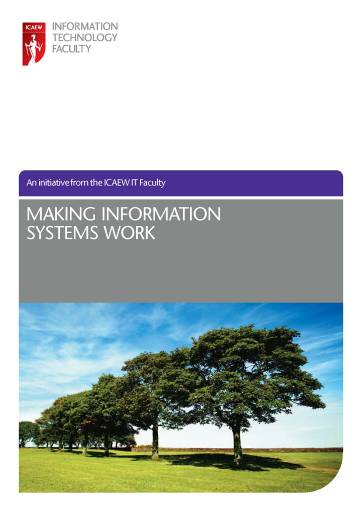 ICAEW
INFORMATION
TECHNOLOGY
FACULTY
An initiative from the ICAEW IT Faculty
MAKING INFORMATION
SYSTEMS WORK